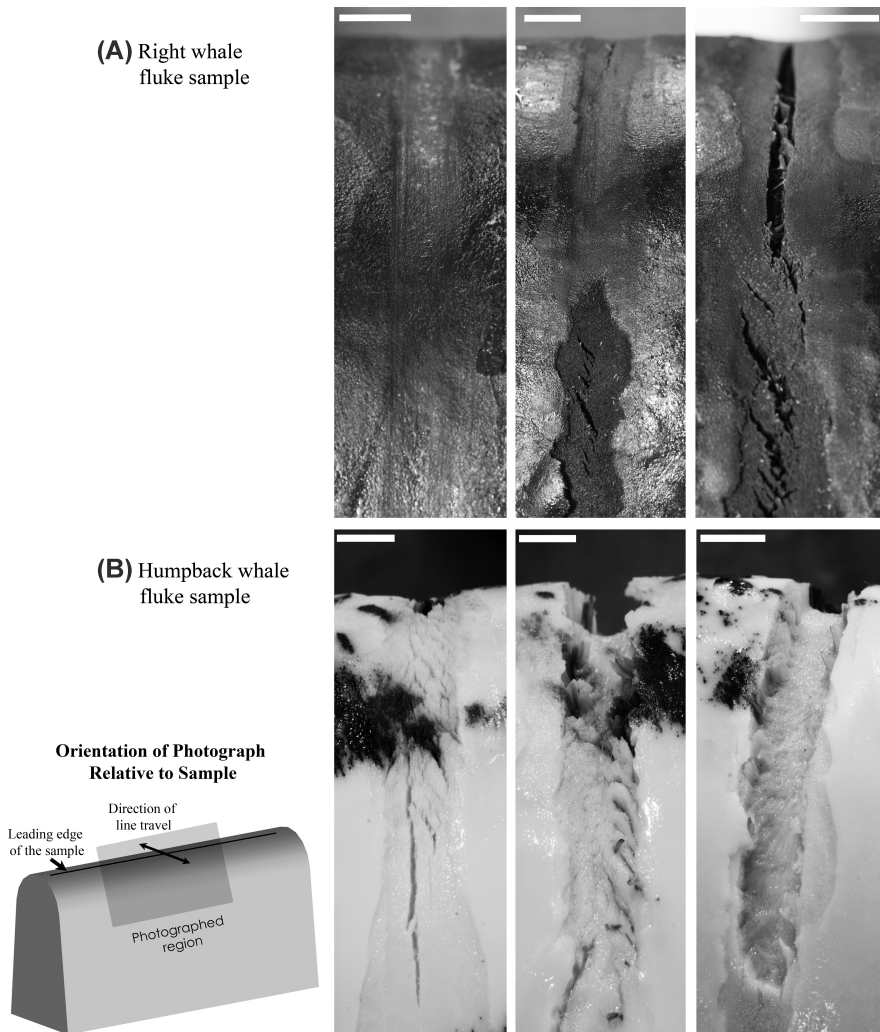 (A) Right whale
fluke sample
(B) Humpback whale
fluke sample
Orientation of Photograph
Relative to Sample
Direction of
line travel
Leading edge
of the sample
Photographed
region